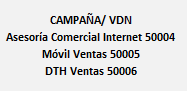 CAMPAÑA/ VDN
Asesoría Comercial Internet 50004
Móvil Ventas 50005
DTH Ventas 50006